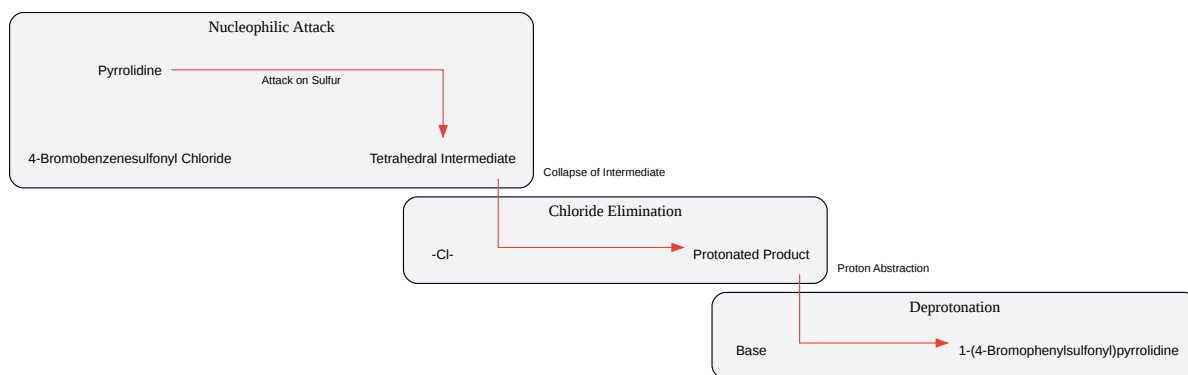 Nucleophilic Attack
Pyrrolidine
Attack on Sulfur
4-Bromobenzenesulfonyl Chloride
Tetrahedral Intermediate
Collapse of Intermediate
Chloride Elimination
-Cl-
Protonated Product
Proton Abstraction
Deprotonation
Base
1-(4-Bromophenylsulfonyl)pyrrolidine